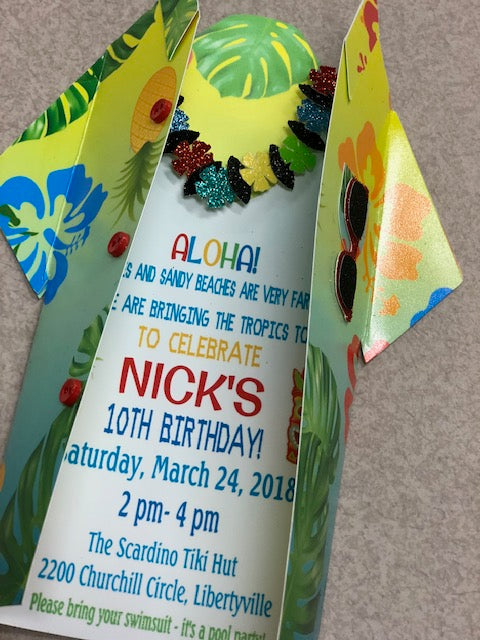 ALOHA!
AND SANDY BEACHES ARE VERY FAR
ARE BRINGING THE TROPICS TO
TO CELEBRATE
NICK'S
10TH BIRTHDAY!
Saturday, March 24, 2018
2 pm- 4 pm
The Scardino Tiki Hut
2200 Churchill Circle, Libertyville
Please bring your swimsuit - it's a pool party!